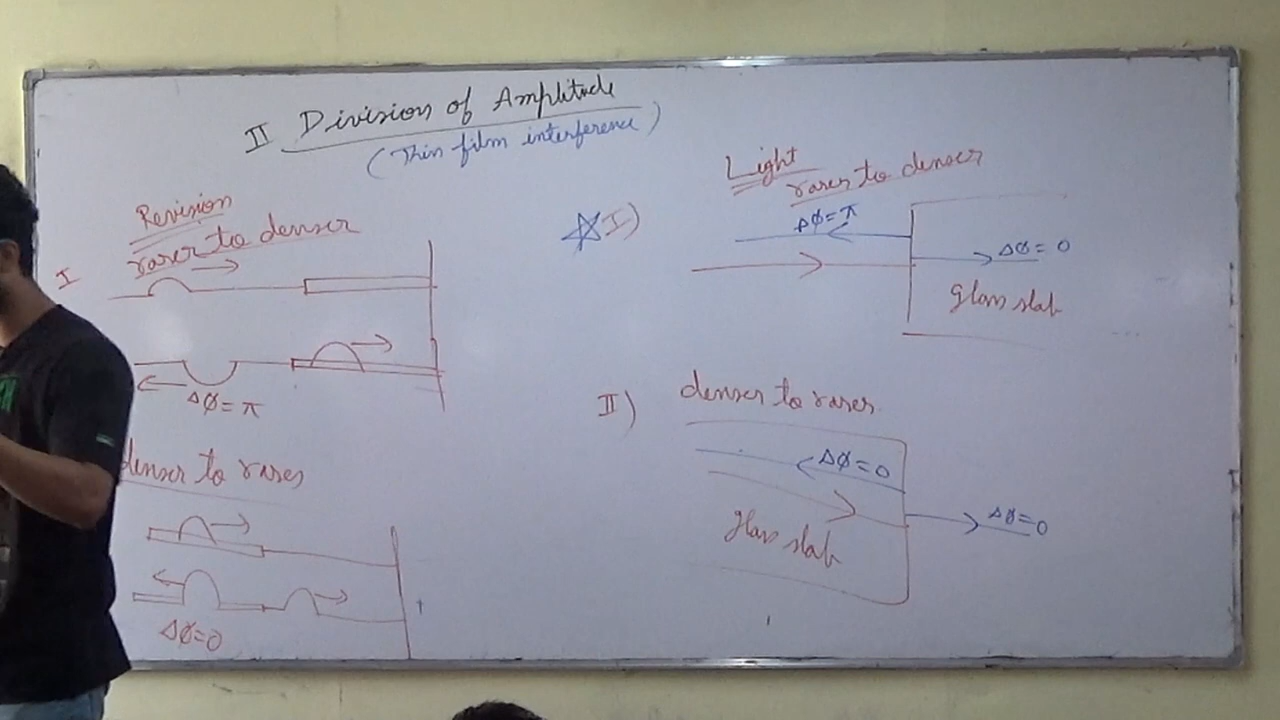 II Division of Amplitude
(Thin film interference)
Revision
rarer to denser
I
Δφ = π
denser to rarer
Δφ=0
Light
I) rarer to denser
Δφ=π
Δφ=0
Glass slab
II) denser to rarer
Δφ=0
Δφ=0
glass slab